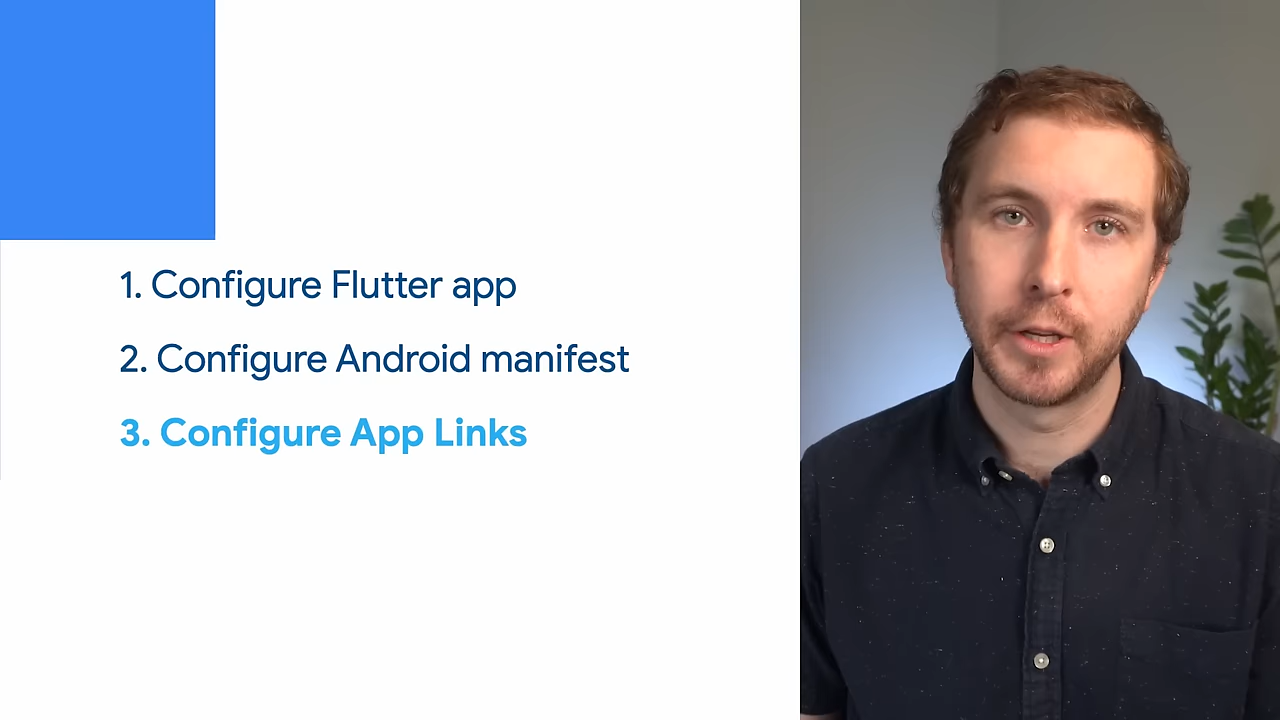 1. Configure Flutter app
2. Configure Android manifest
3. Configure App Links